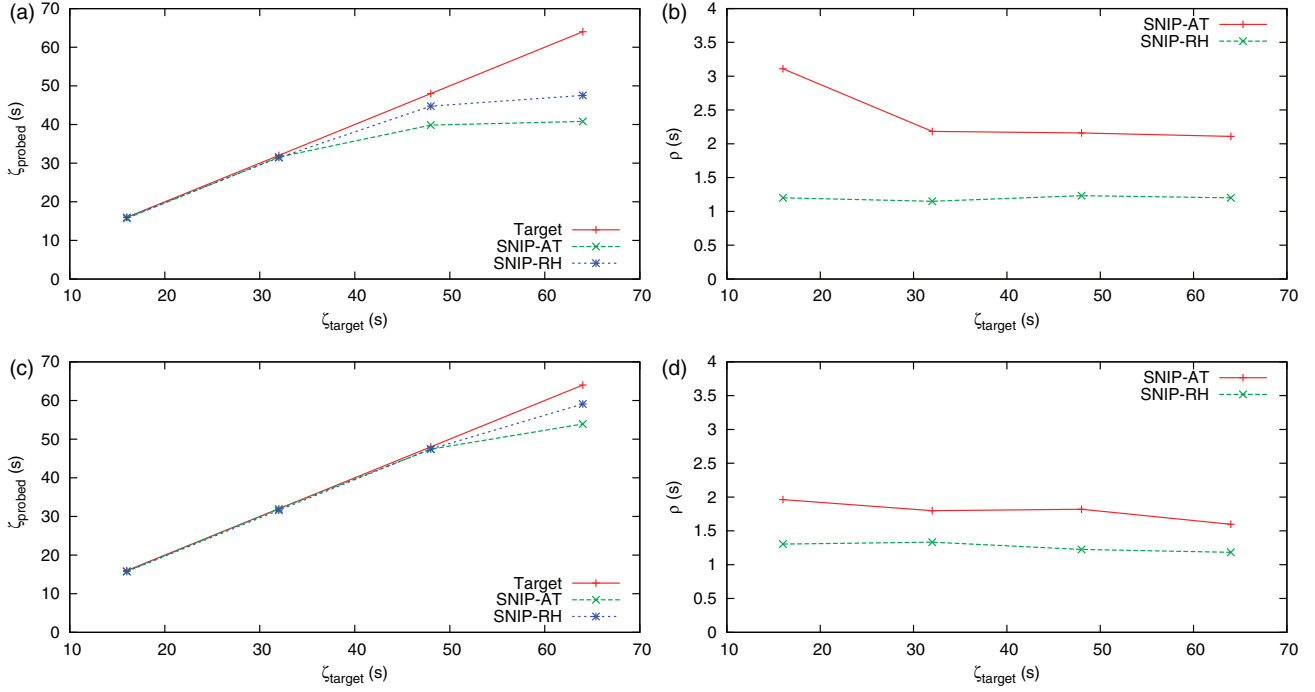 (a)
70
60
50
40
30
20
10
0
ζprobed (s)
Target
SNIP-AT
SNIP-RH
10 20 30 40 50 60 70
ζtarget (s)
(b)
4
3.5
3
2.5
2
1.5
1
0.5
0
ρ (s)
SNIP-AT
SNIP-RH
10 20 30 40 50 60 70
ζtarget (s)
(c)
70
60
50
40
30
20
10
0
ζprobed (s)
Target
SNIP-AT
SNIP-RH
10 20 30 40 50 60 70
ζtarget (s)
(d)
4
3.5
3
2.5
2
1.5
1
0.5
0
ρ (s)
SNIP-AT
SNIP-RH
10 20 30 40 50 60 70
ζtarget (s)